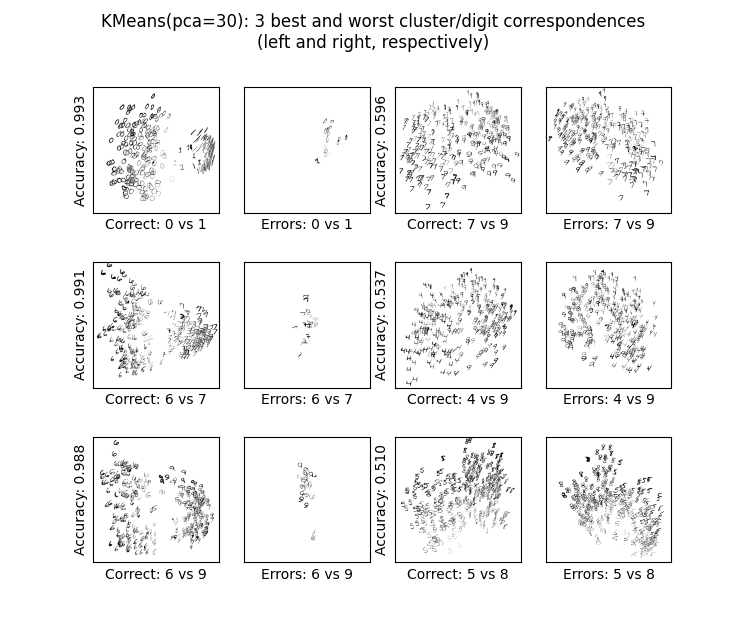 KMeans(pca=30): 3 best and worst cluster/digit correspondences
(left and right, respectively)
Accuracy: 0.993
Correct: 0 vs 1
Errors: 0 vs 1
Accuracy: 0.596
Correct: 7 vs 9
Errors: 7 vs 9
Accuracy: 0.991
Correct: 6 vs 7
Errors: 6 vs 7
Accuracy: 0.537
Correct: 4 vs 9
Errors: 4 vs 9
Accuracy: 0.988
Correct: 6 vs 9
Errors: 6 vs 9
Accuracy: 0.510
Correct: 5 vs 8
Errors: 5 vs 8